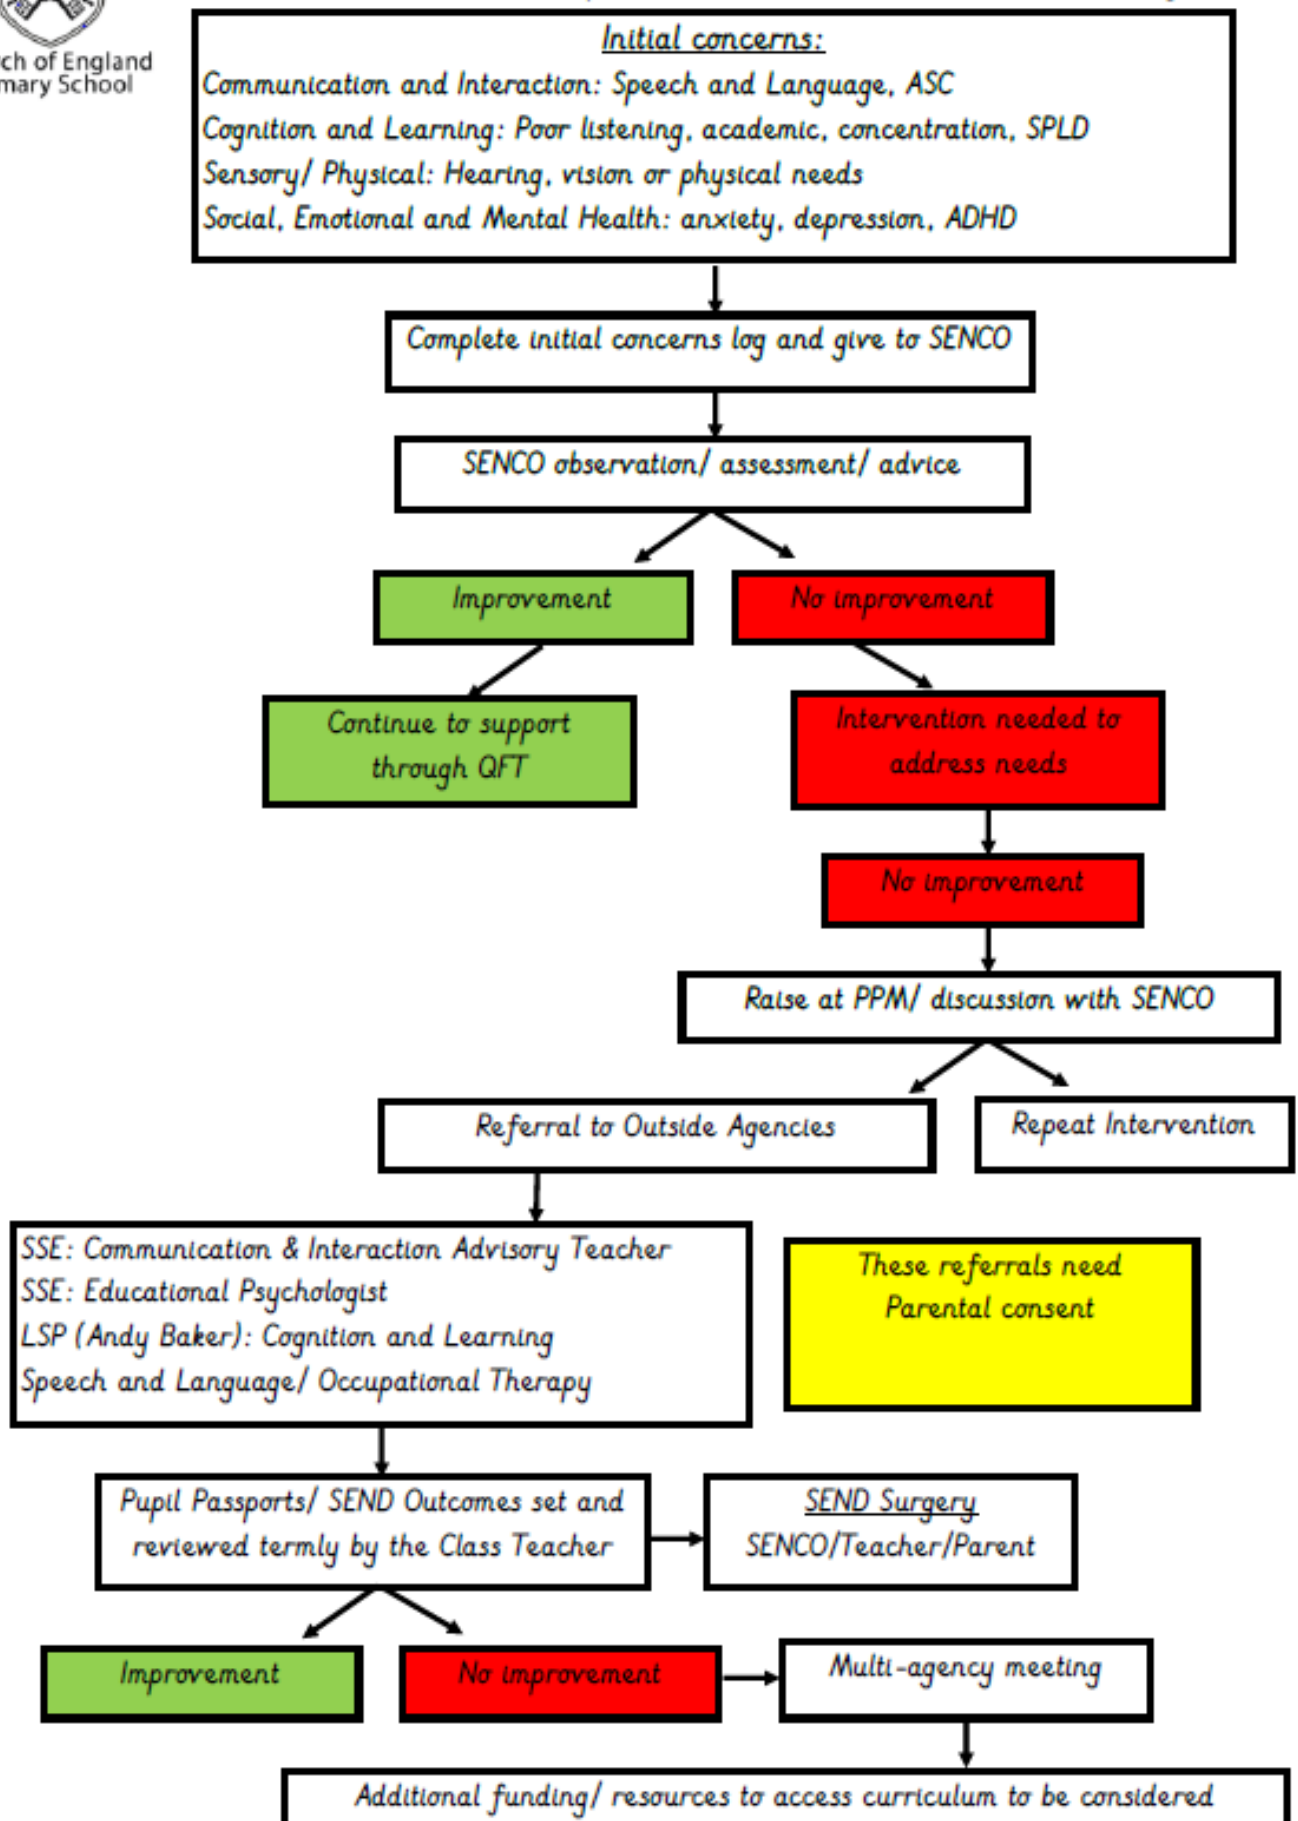 ch of England
mary School
Initial concerns:
Communication and Interaction: Speech and Language, ASC
Cognition and Learning: Poor listening, academic, concentration, SPLD
Sensory/ Physical: Hearing, vision or physical needs
Social, Emotional and Mental Health: anxiety, depression, ADHD
Complete initial concerns log and give to SENCO
SENCO observation/ assessment/ advice
Improvement
No improvement
Continue to support
through QFT
Intervention needed to
address needs
No improvement
Raise at PPM/ discussion with SENCO
Referral to Outside Agencies
Repeat Intervention
SSE: Communication & Interaction Advisory Teacher
SSE: Educational Psychologist
LSP (Andy Baker): Cognition and Learning
Speech and Language/ Occupational Therapy
These referrals need
Parental consent
Pupil Passports/ SEND Outcomes set and
reviewed termly by the Class Teacher
SEND Surgery
SENCO/Teacher/Parent
Improvement
No improvement
Multi-agency meeting
Additional funding/ resources to access curriculum to be considered